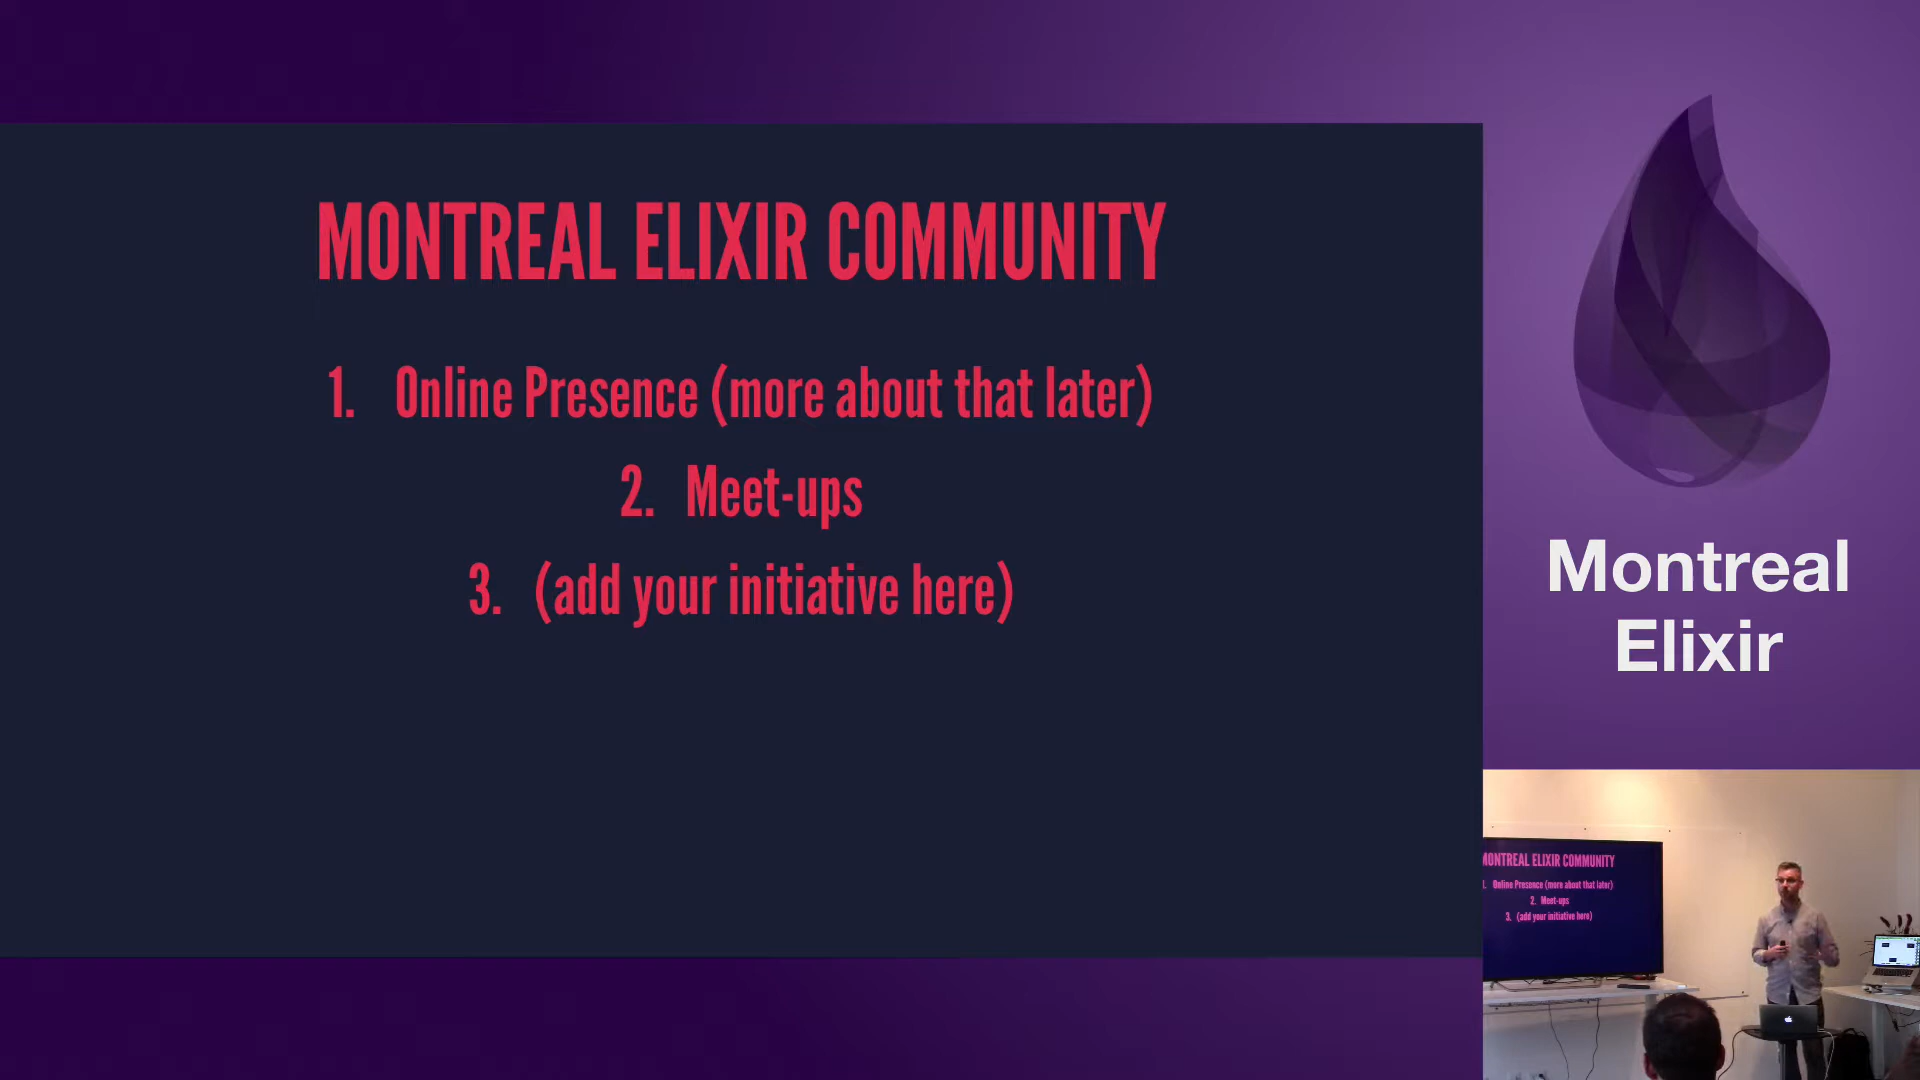 MONTREAL ELIXIR COMMUNITY
1. Online Presence (more about that later)
2. Meet-ups
3. (add your initiative here)
Montreal
Elixir
MONTREAL ELIXIR COMMUNITY
Online Presence (more about that later)
2. Meet-ups
3. (add your initiative here)